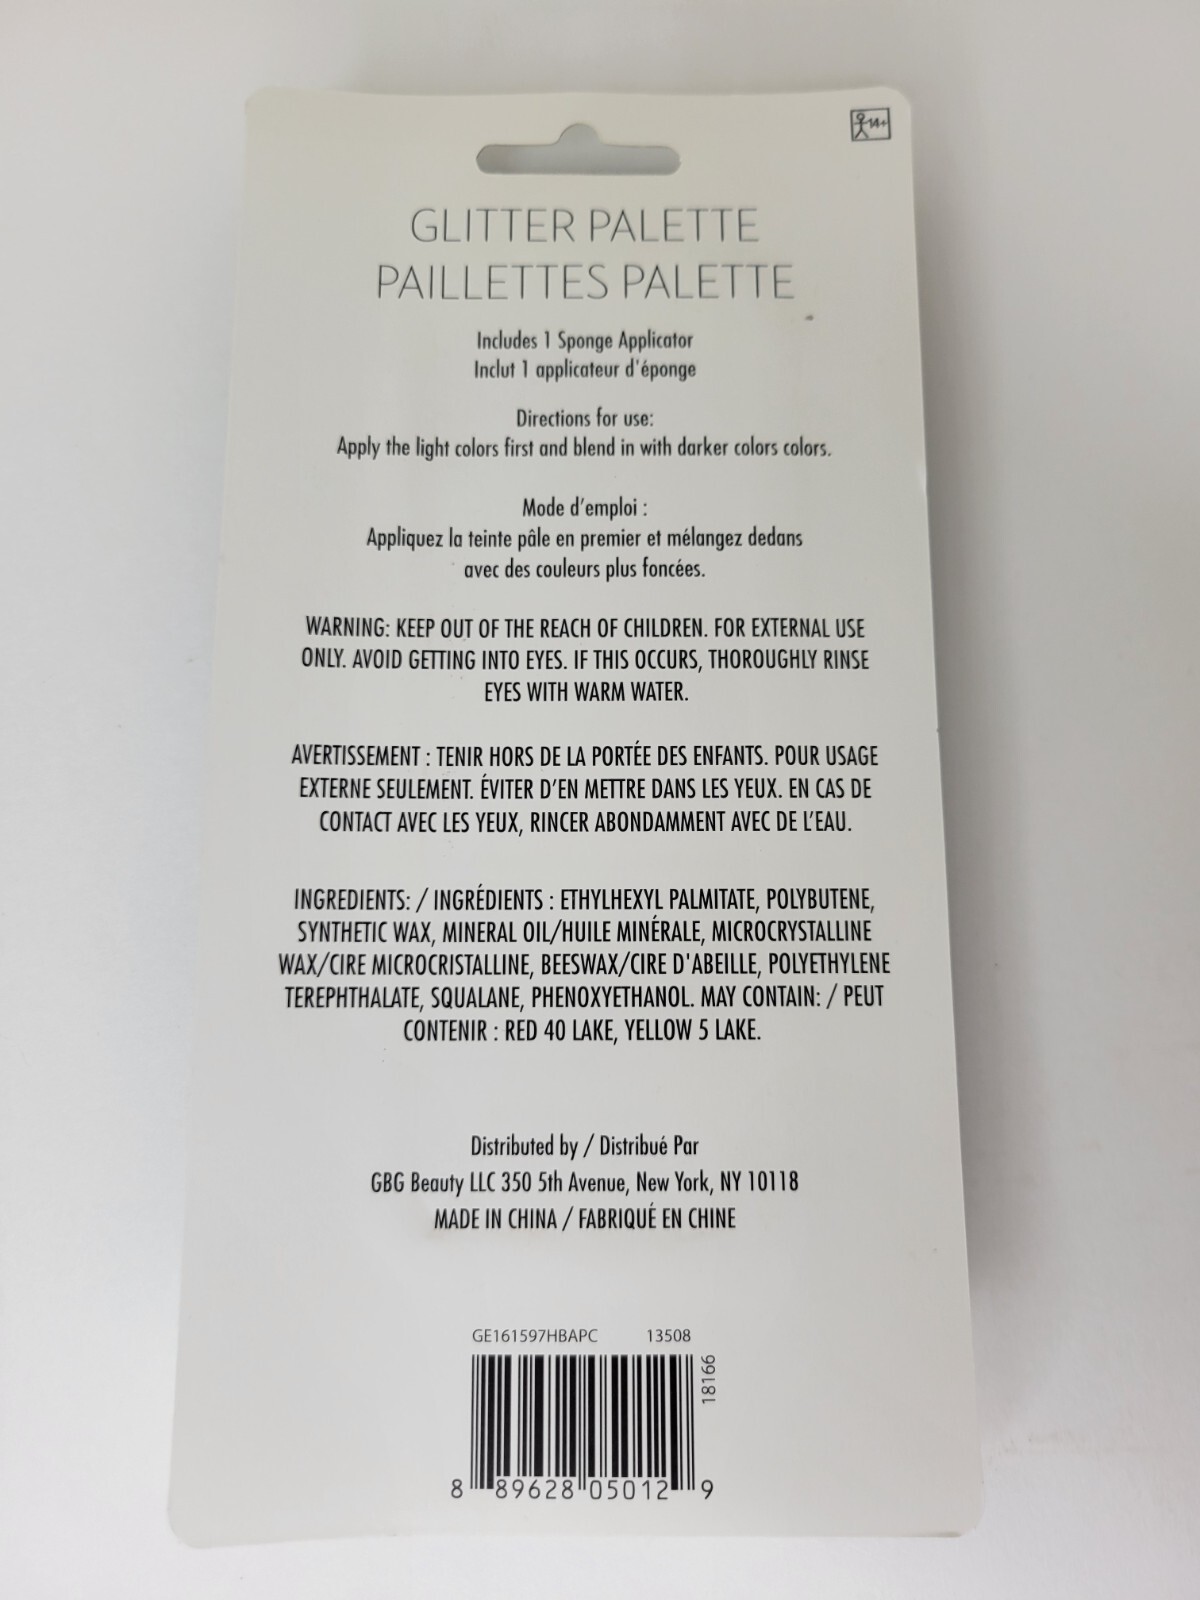 14+
GLITTER PALETTE
PAILLETTES PALETTE
Includes 1 Sponge Applicator
Inclut 1 applicateur d'éponge
Directions for use:
Apply the light colors first and blend in with darker colors colors.
Mode d'emploi :
Appliquez la teinte pâle en premier et mélangez dedans
avec des couleurs plus foncées.
WARNING: KEEP OUT OF THE REACH OF CHILDREN. FOR EXTERNAL USE
ONLY. AVOID GETTING INTO EYES. IF THIS OCCURS, THOROUGHLY RINSE
EYES WITH WARM WATER.
AVERTISSEMENT : TENIR HORS DE LA PORTÉE DES ENFANTS. POUR USAGE
EXTERNE SEULEMENT. ÉVITER D'EN METTRE DANS LES YEUX. EN CAS DE
CONTACT AVEC LES YEUX, RINCER ABONDAMMENT AVEC DE L'EAU.
INGREDIENTS: / INGRÉDIENTS : ETHYLHEXYL PALMITATE, POLYBUTENE,
SYNTHETIC WAX, MINERAL OIL/HUILE MINÉRALE, MICROCRYSTALLINE
WAX/CIRE MICROCRISTALLINE, BEESWAX/CIRE D'ABEILLE, POLYETHYLENE
TEREPHTHALATE, SQUALANE, PHENOXYETHANOL. MAY CONTAIN: / PEUT
CONTENIR : RED 40 LAKE, YELLOW 5 LAKE.
Distributed by / Distribué Par
GBG Beauty LLC 350 5th Avenue, New York, NY 10118
MADE IN CHINA / FABRIQUÉ EN CHINE
GE161597HBAPC 13508
18166
8 89628 05012 9